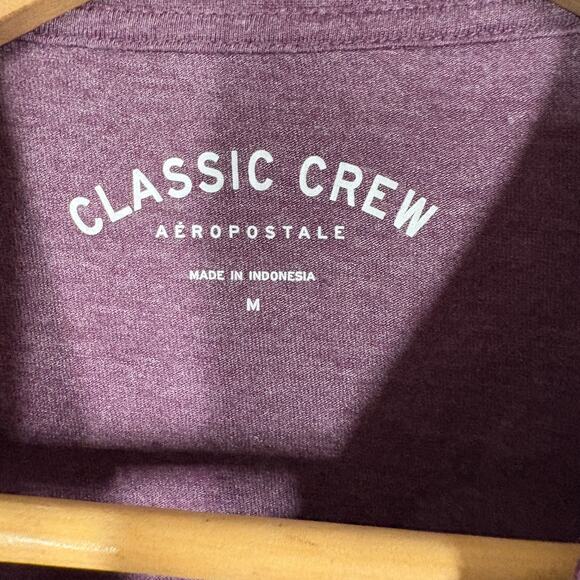 CLASSIC CREW
AÉROPOSTALE
MADE IN INDONESIA
M